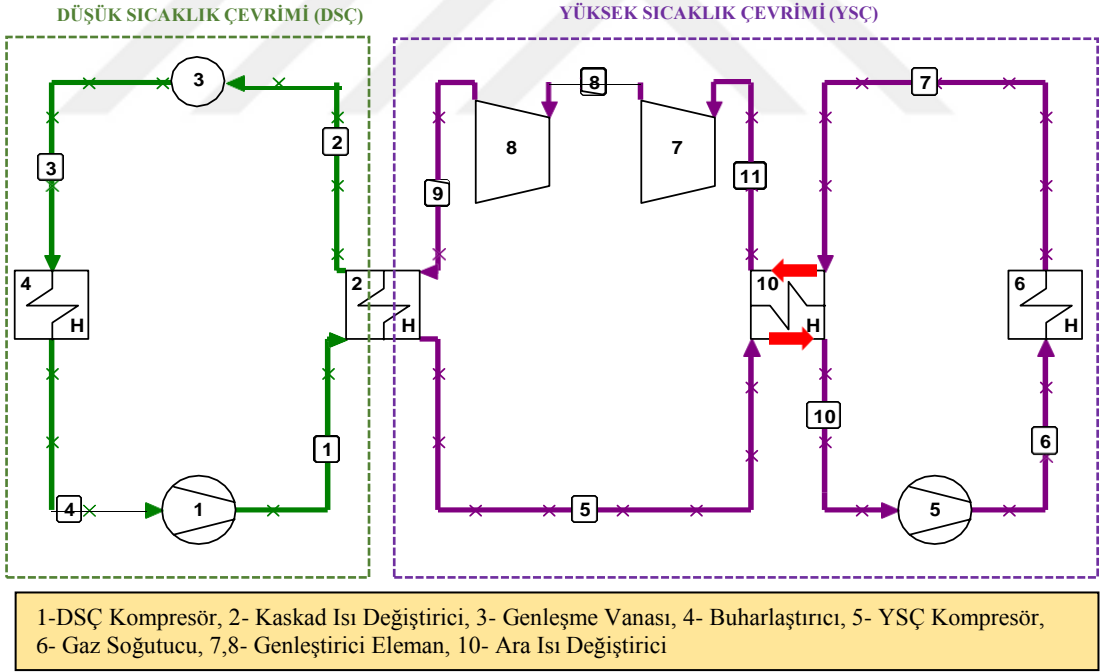 DÜŞÜK SICAKLIK ÇEVRİMİ (DSÇ)
YÜKSEK SICAKLIK ÇEVRİMİ (YSÇ)
3
8
7
2
3
8
7
9
11
4
H
2
H
10
H
6
H
1
10
6
4
1
5
5
1-DSÇ Kompresör, 2- Kaskad Isı Değiştirici, 3- Genleşme Vanası, 4- Buharlaştırıcı, 5- YSÇ Kompresör,
6- Gaz Soğutucu, 7,8- Genleştirici Eleman, 10- Ara Isı Değiştirici